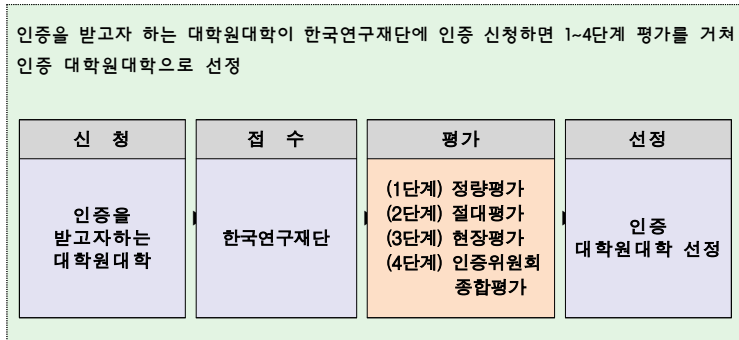 인증을 받고자 하는 대학원대학이 한국연구재단에 인증 신청하면 1~4단계 평가를 거쳐
인증 대학원대학으로 선정
신 청
접 수
평가
선정
인증을
받고자하는
대학원대학
한국연구재단
(1단계) 정량평가
(2단계) 절대평가
(3단계) 현장평가
(4단계) 인증위원회
종합평가
인증
대학원대학 선정